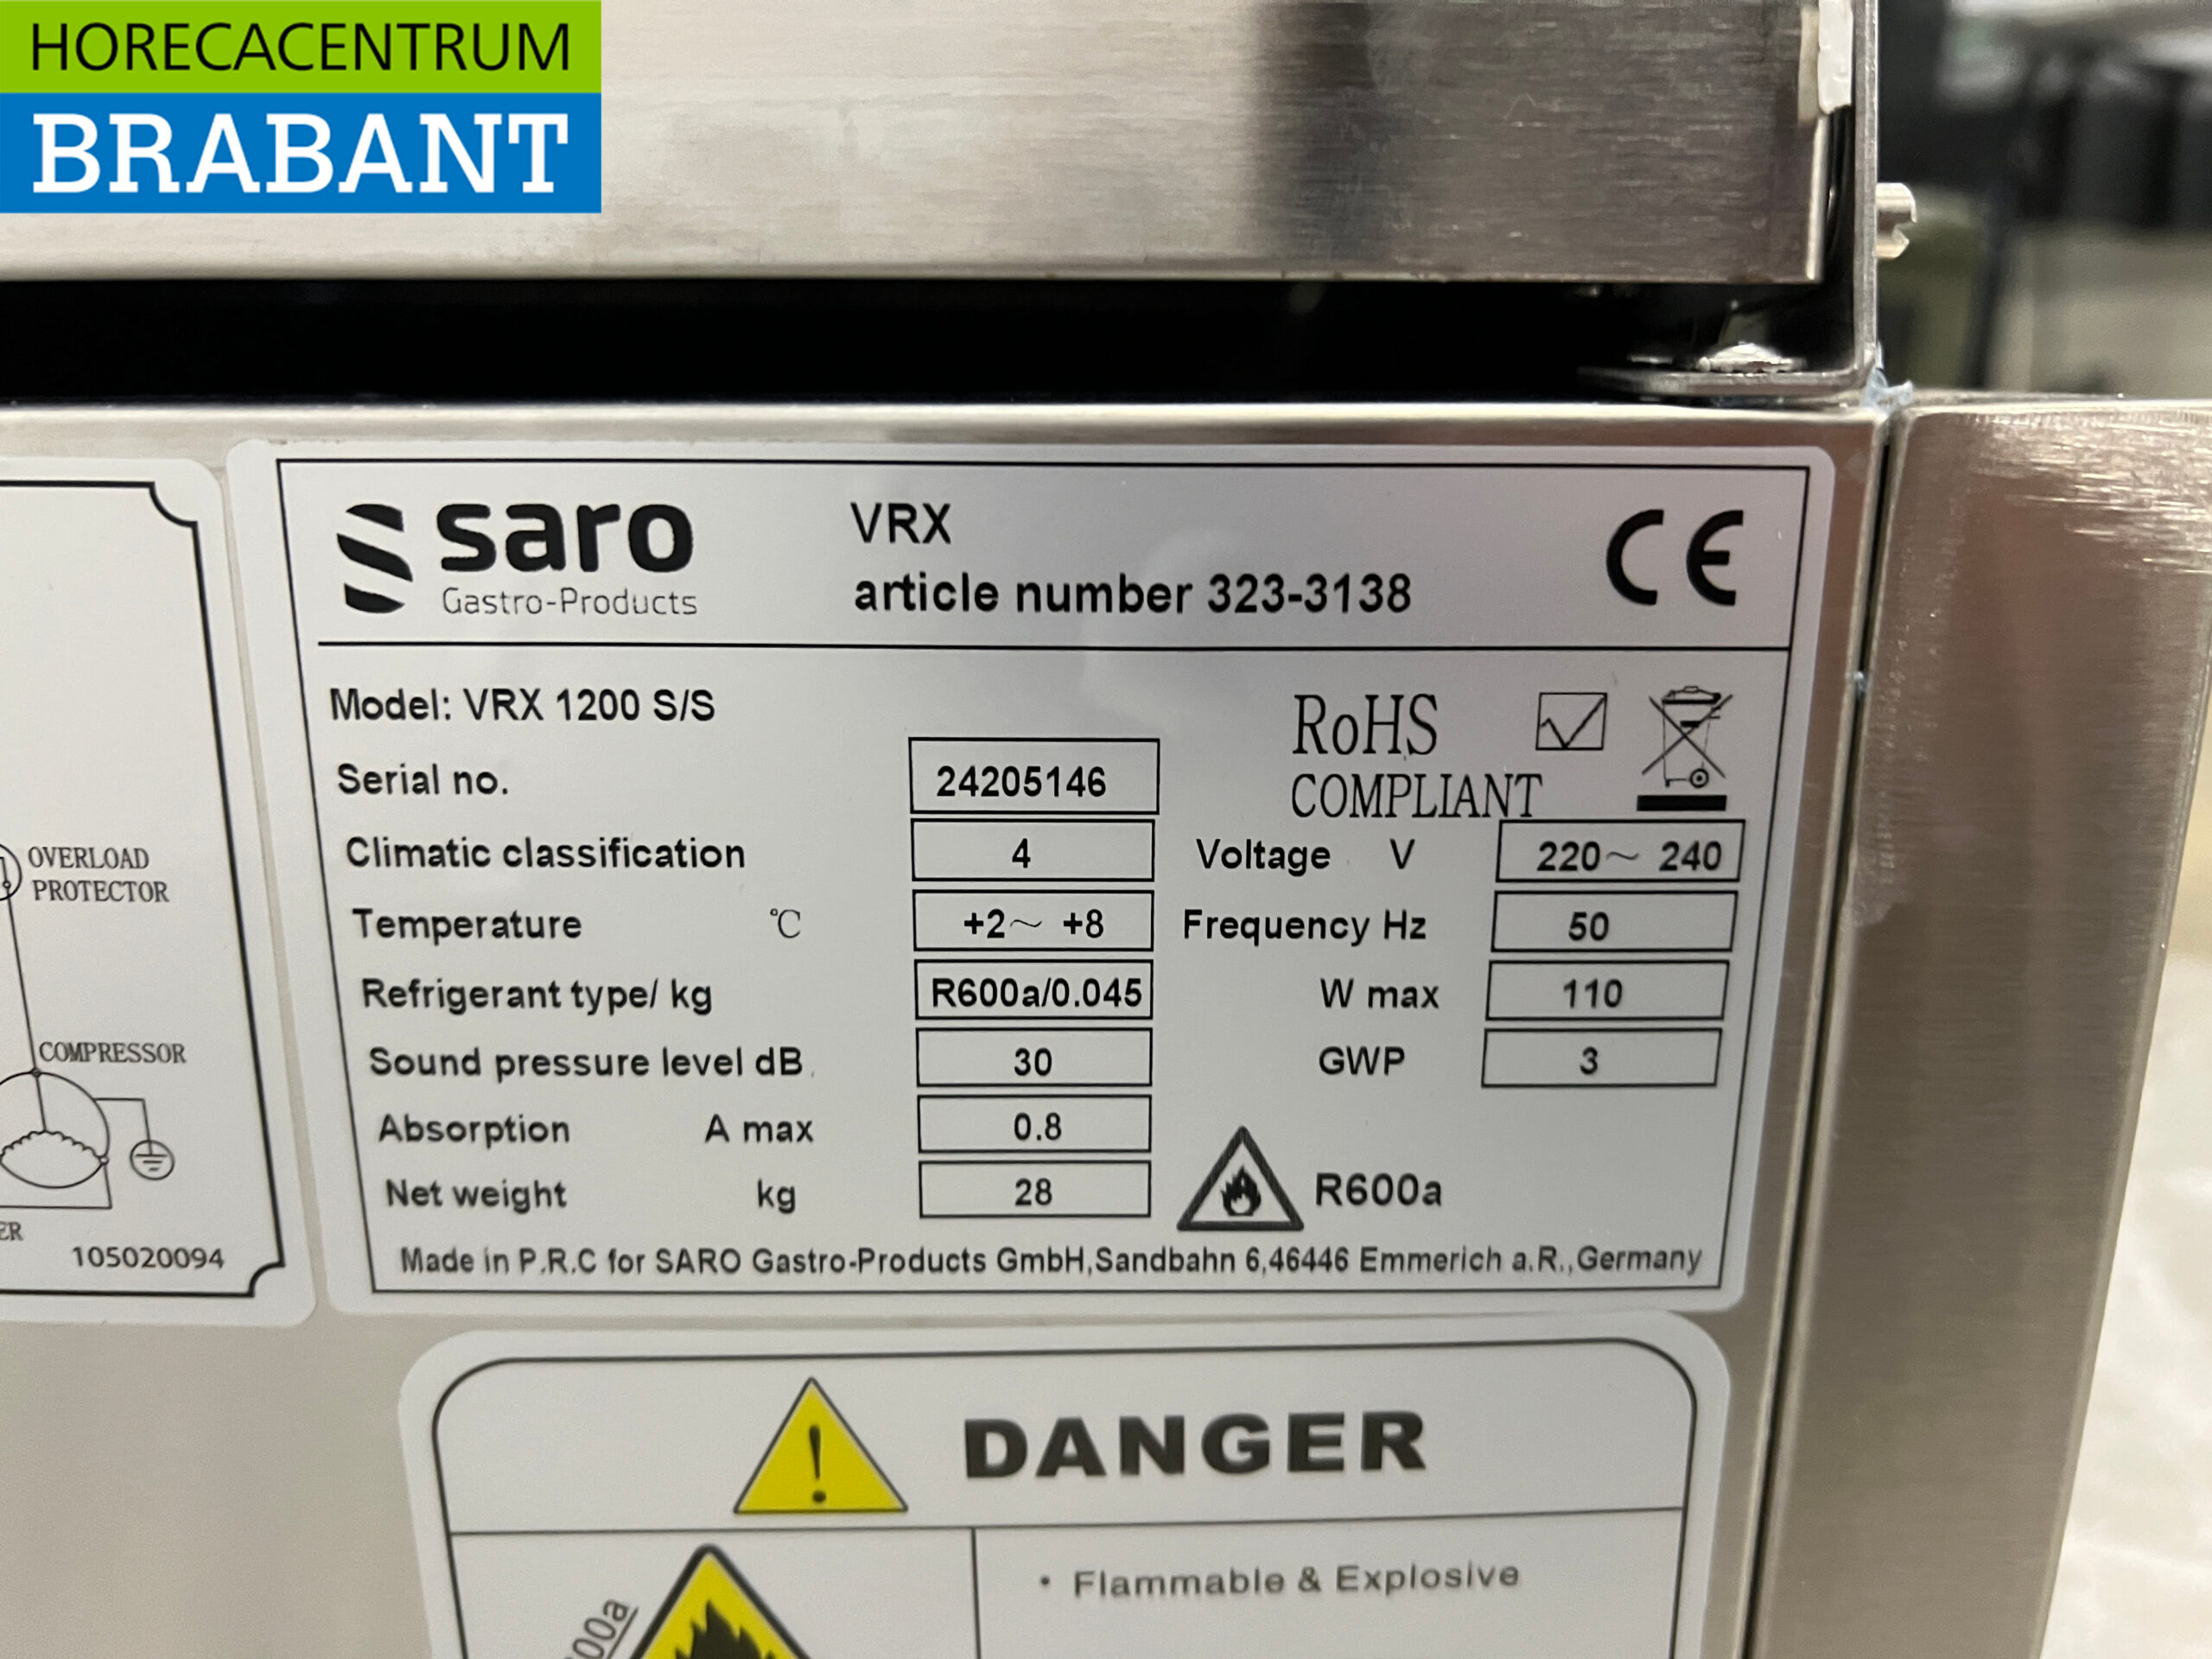 HORECACENTRUM
BRABANT
saro
Gastro-Products
VRX
article number 323-3138
CE
Model: VRX 1200 S/S
RoHS
COMPLIANT
Serial no. 24205146
Climatic classification 4 Voltage V 220~ 240
Temperature °C +2~ +8 Frequency Hz 50
Refrigerant type/ kg R600a/0.045 W max 110
Sound pressure level dB 30 GWP 3
Absorption A max 0.8
Net weight kg 28 R600a
Made in P.R.C for SARO Gastro-Products GmbH,Sandbahn 6,46446 Emmerich a.R.,Germany
OVERLOAD
PROTECTOR
COMPRESSOR
105020094
DANGER
• Flammable & Explosive